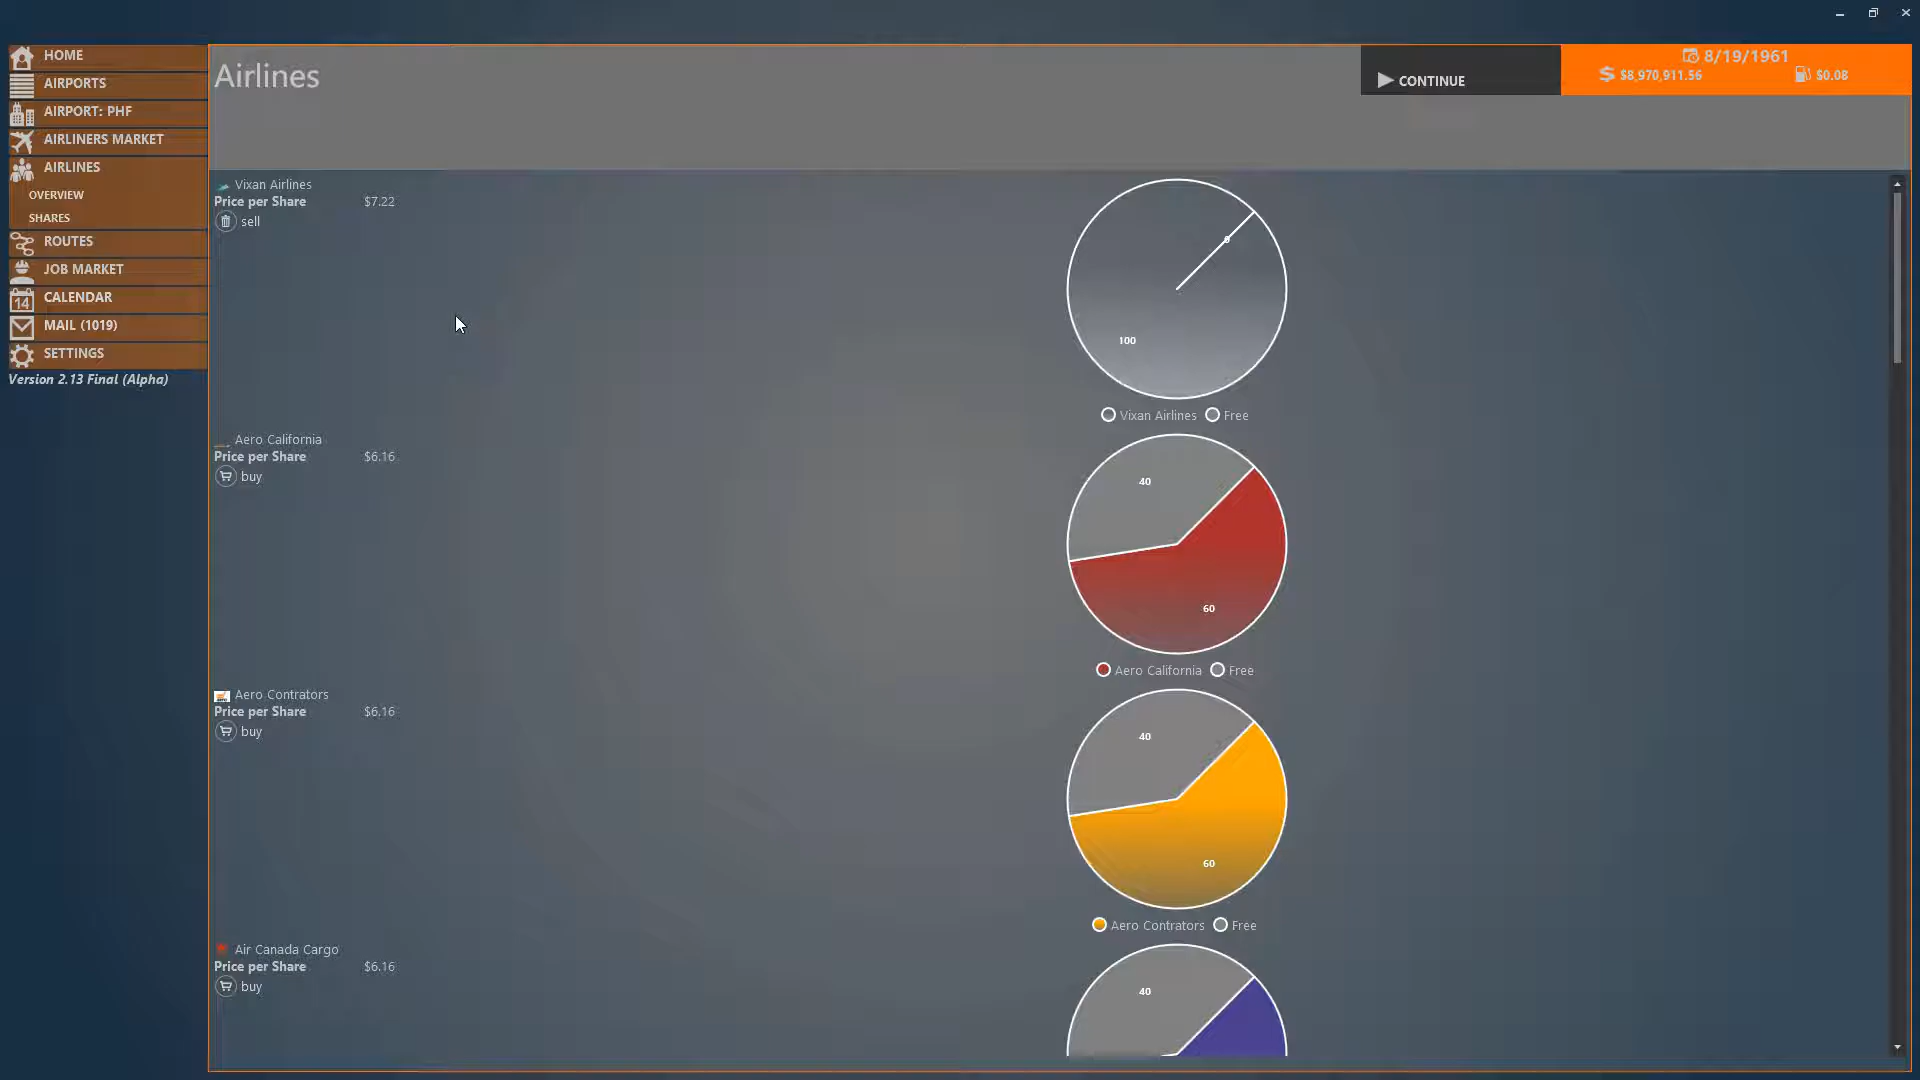 HOME
AIRPORTS
AIRPORT: PHF
AIRLINERS MARKET
AIRLINES
OVERVIEW
SHARES
ROUTES
JOB MARKET
14
CALENDAR
MAIL (1019)
SETTINGS
Version 2.13 Final (Alpha)
Airlines
CONTINUE
8/19/1961
$8,970,911.56
$0.08
Vixan Airlines
Price per Share $7.22
sell
0
100
Vixan Airlines Free
Aero California
Price per Share $6.16
buy
40
60
Aero California Free
Aero Contrators
Price per Share $6.16
buy
40
60
Aero Contrators Free
Air Canada Cargo
Price per Share $6.16
buy
40